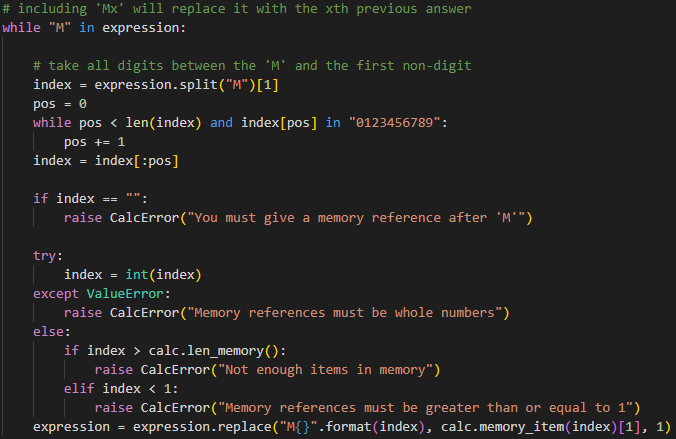 # including 'Mx' will replace it with the xth previous answer
while "M" in expression:
# take all digits between the 'M' and the first non-digit
index = expression.split("M")[1]
pos = 0
while pos < len(index) and index[pos] in "0123456789":
pos += 1
index = index[:pos]
if index == "":
raise CalcError("You must give a memory reference after 'M'")
try:
index = int(index)
except ValueError:
raise CalcError("Memory references must be whole numbers")
else:
if index > calc.len_memory():
raise CalcError("Not enough items in memory")
elif index < 1:
raise CalcError("Memory references must be greater than or equal to 1")
expression = expression.replace("M{}".format(index), calc.memory_item(index)[1], 1)